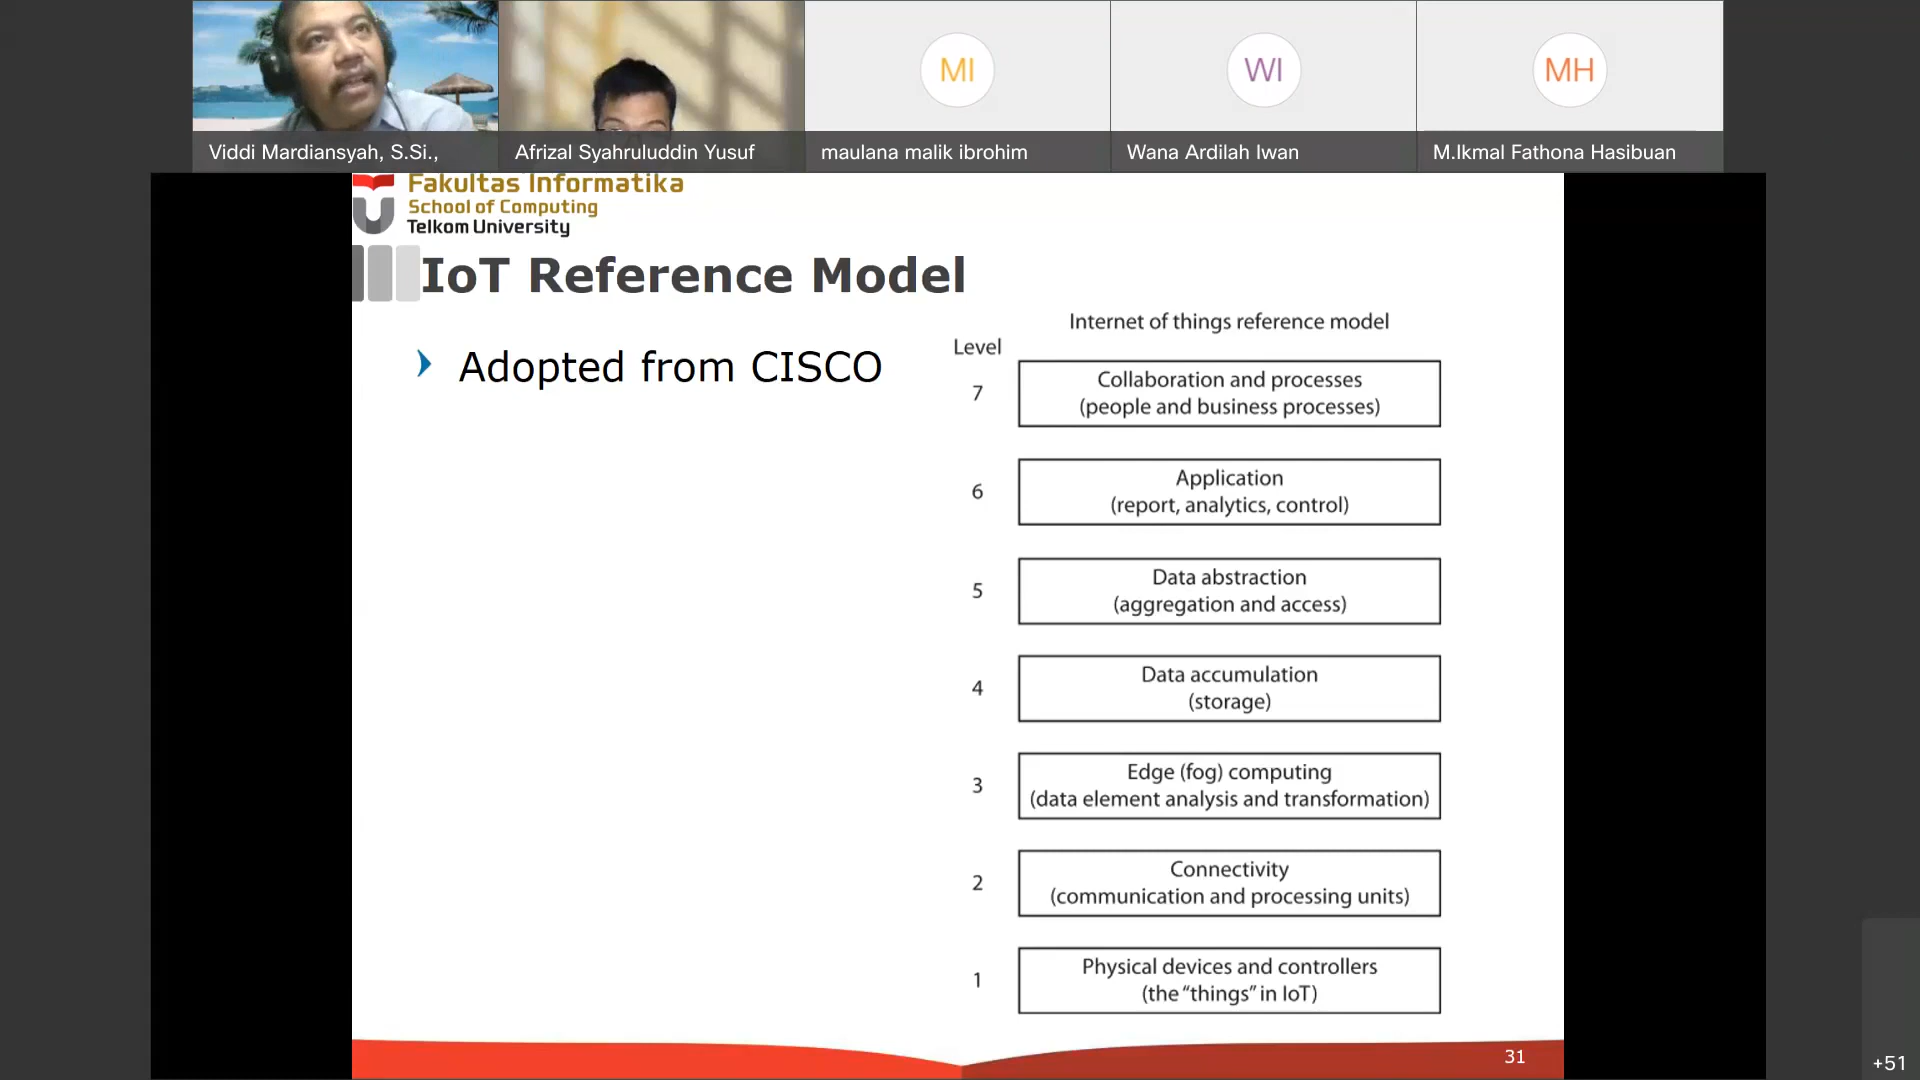 MI
WI
MH
Viddi Mardiansyah, S.Si.,
Afrizal Syahruluddin Yusuf
maulana malik ibrohim
Wana Ardilah Iwan
M.Ikmal Fathona Hasibuan
Fakultas Informatika
School of Computing
Telkom University
IoT Reference Model
Adopted from CISCO
Internet of things reference model
Level
7
Collaboration and processes
(people and business processes)
6
Application
(report, analytics, control)
5
Data abstraction
(aggregation and access)
4
Data accumulation
(storage)
3
Edge (fog) computing
(data element analysis and transformation)
2
Connectivity
(communication and processing units)
1
Physical devices and controllers
(the “things” in IoT)
31
+51